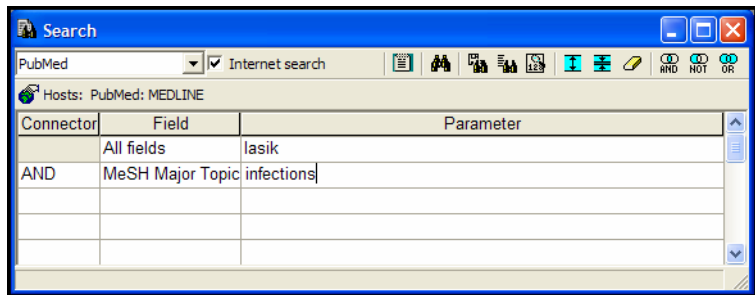 Search
PubMed Internet search 123 AND NOT OR
Hosts: PubMed: MEDLINE
Connector Field Parameter
All fields lasik
AND MeSH Major Topic infections